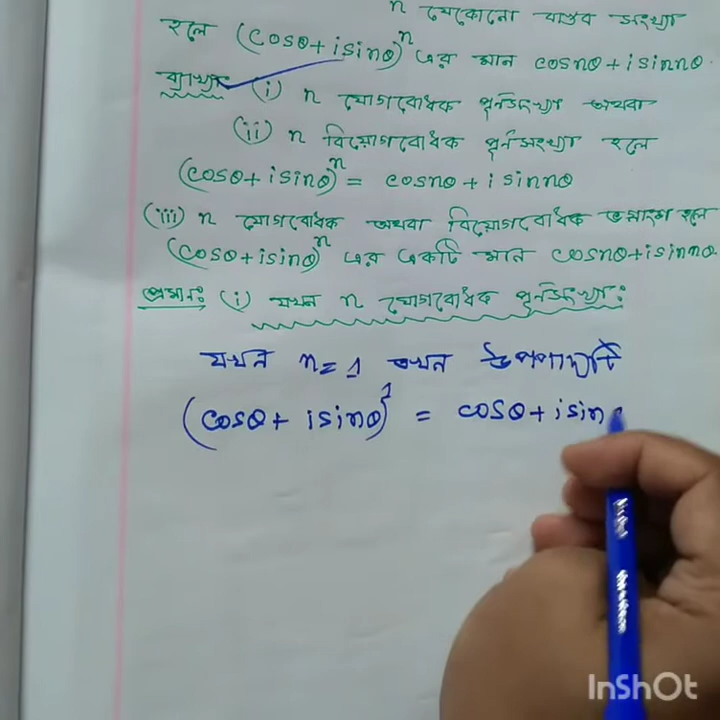 n যেকোনো বাস্তব সংখ্যা
হলে (cosθ+isinθ)^n এর মান cosnθ+isinnθ.
ব্যাখ্যা (i) n যোগবোধক পূর্ণসংখ্যা অথবা
(ii) n বিয়োগবোধক পূর্ণসংখ্যা হলে
(cosθ+isinθ)^n = cosnθ+isinnθ
(iii) n যোগবোধক অথবা বিয়োগবোধক ভগ্নাংশ হলে
(cosθ+isinθ)^n এর একটি মান cosnθ+isinnθ.
প্রমাণঃ (i) যখন n যোগবোধক পূর্ণসংখ্যা:
যখন n=1 তখন উপপাদ্যটি
(cosθ+isinθ)^1 = cosθ+isin
InShOt